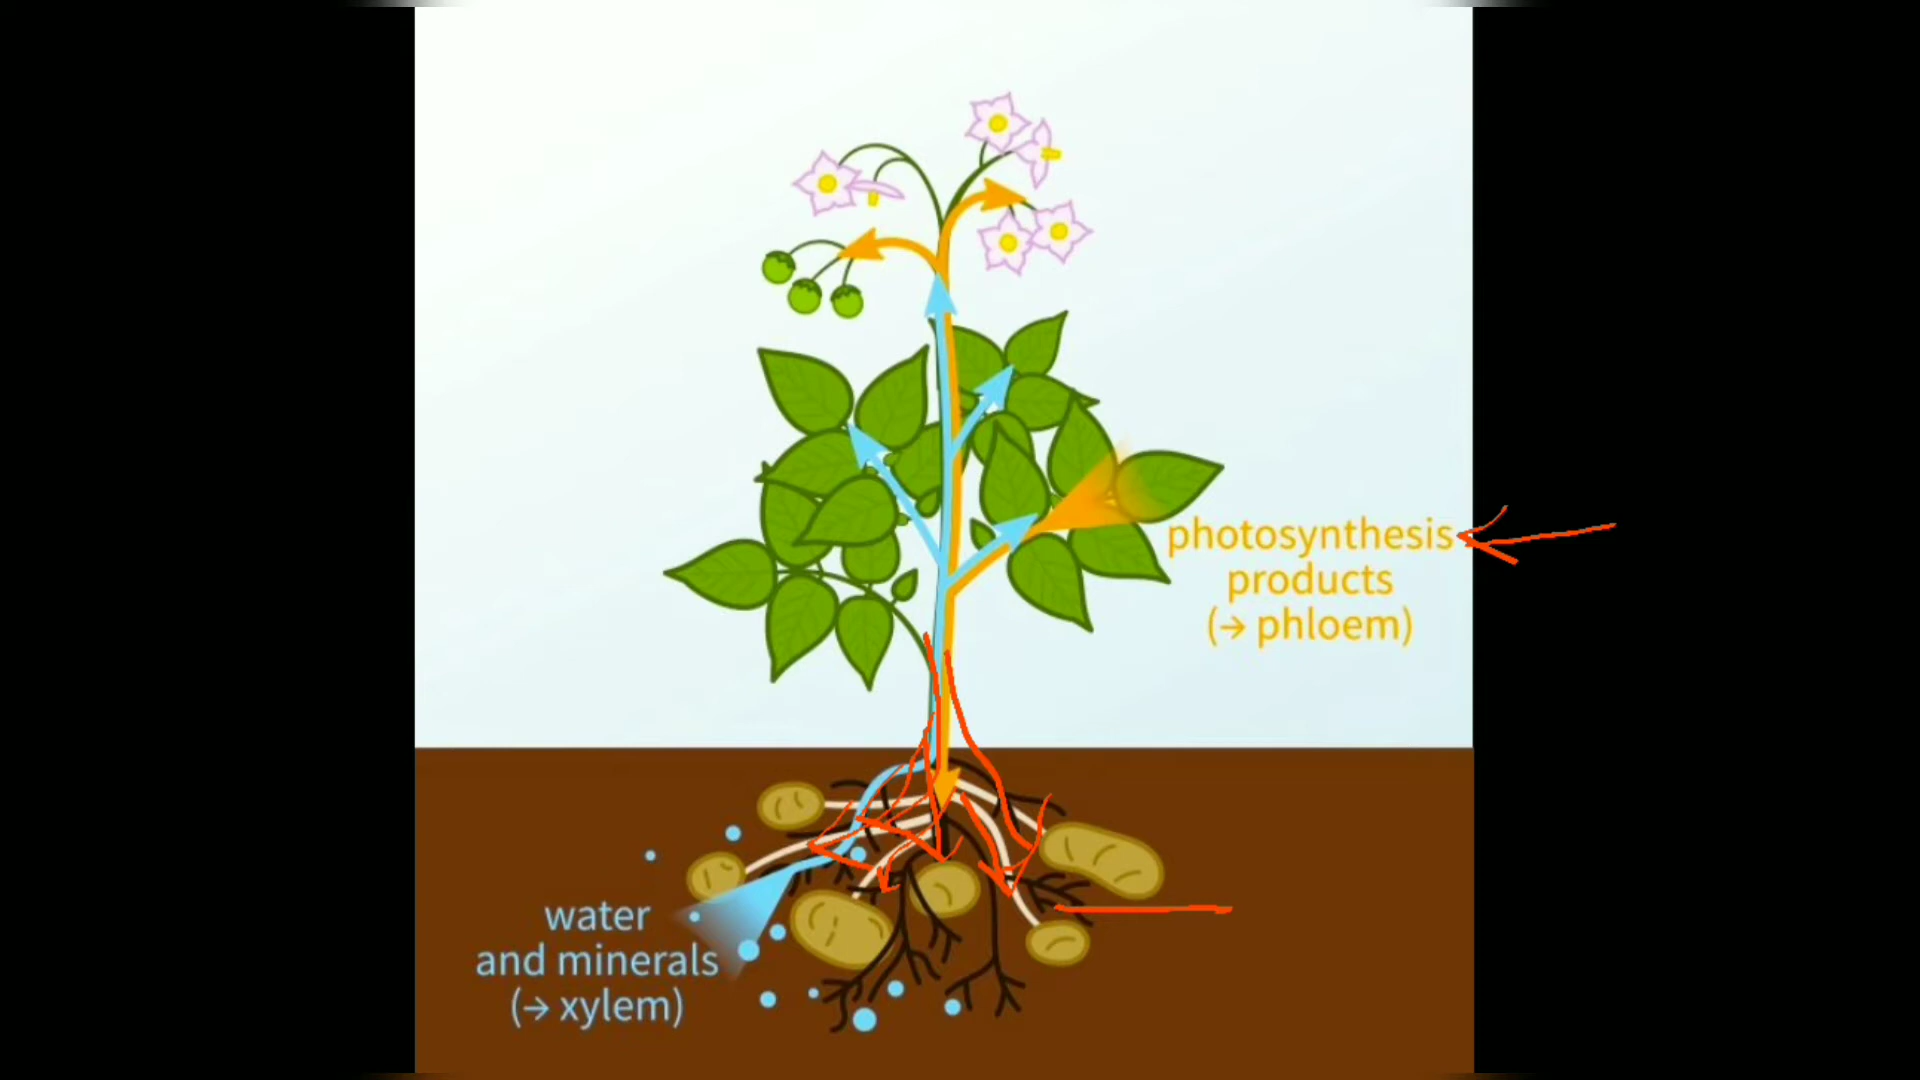 photosynthesis
products
(→ phloem)
water
and minerals
(→ xylem)